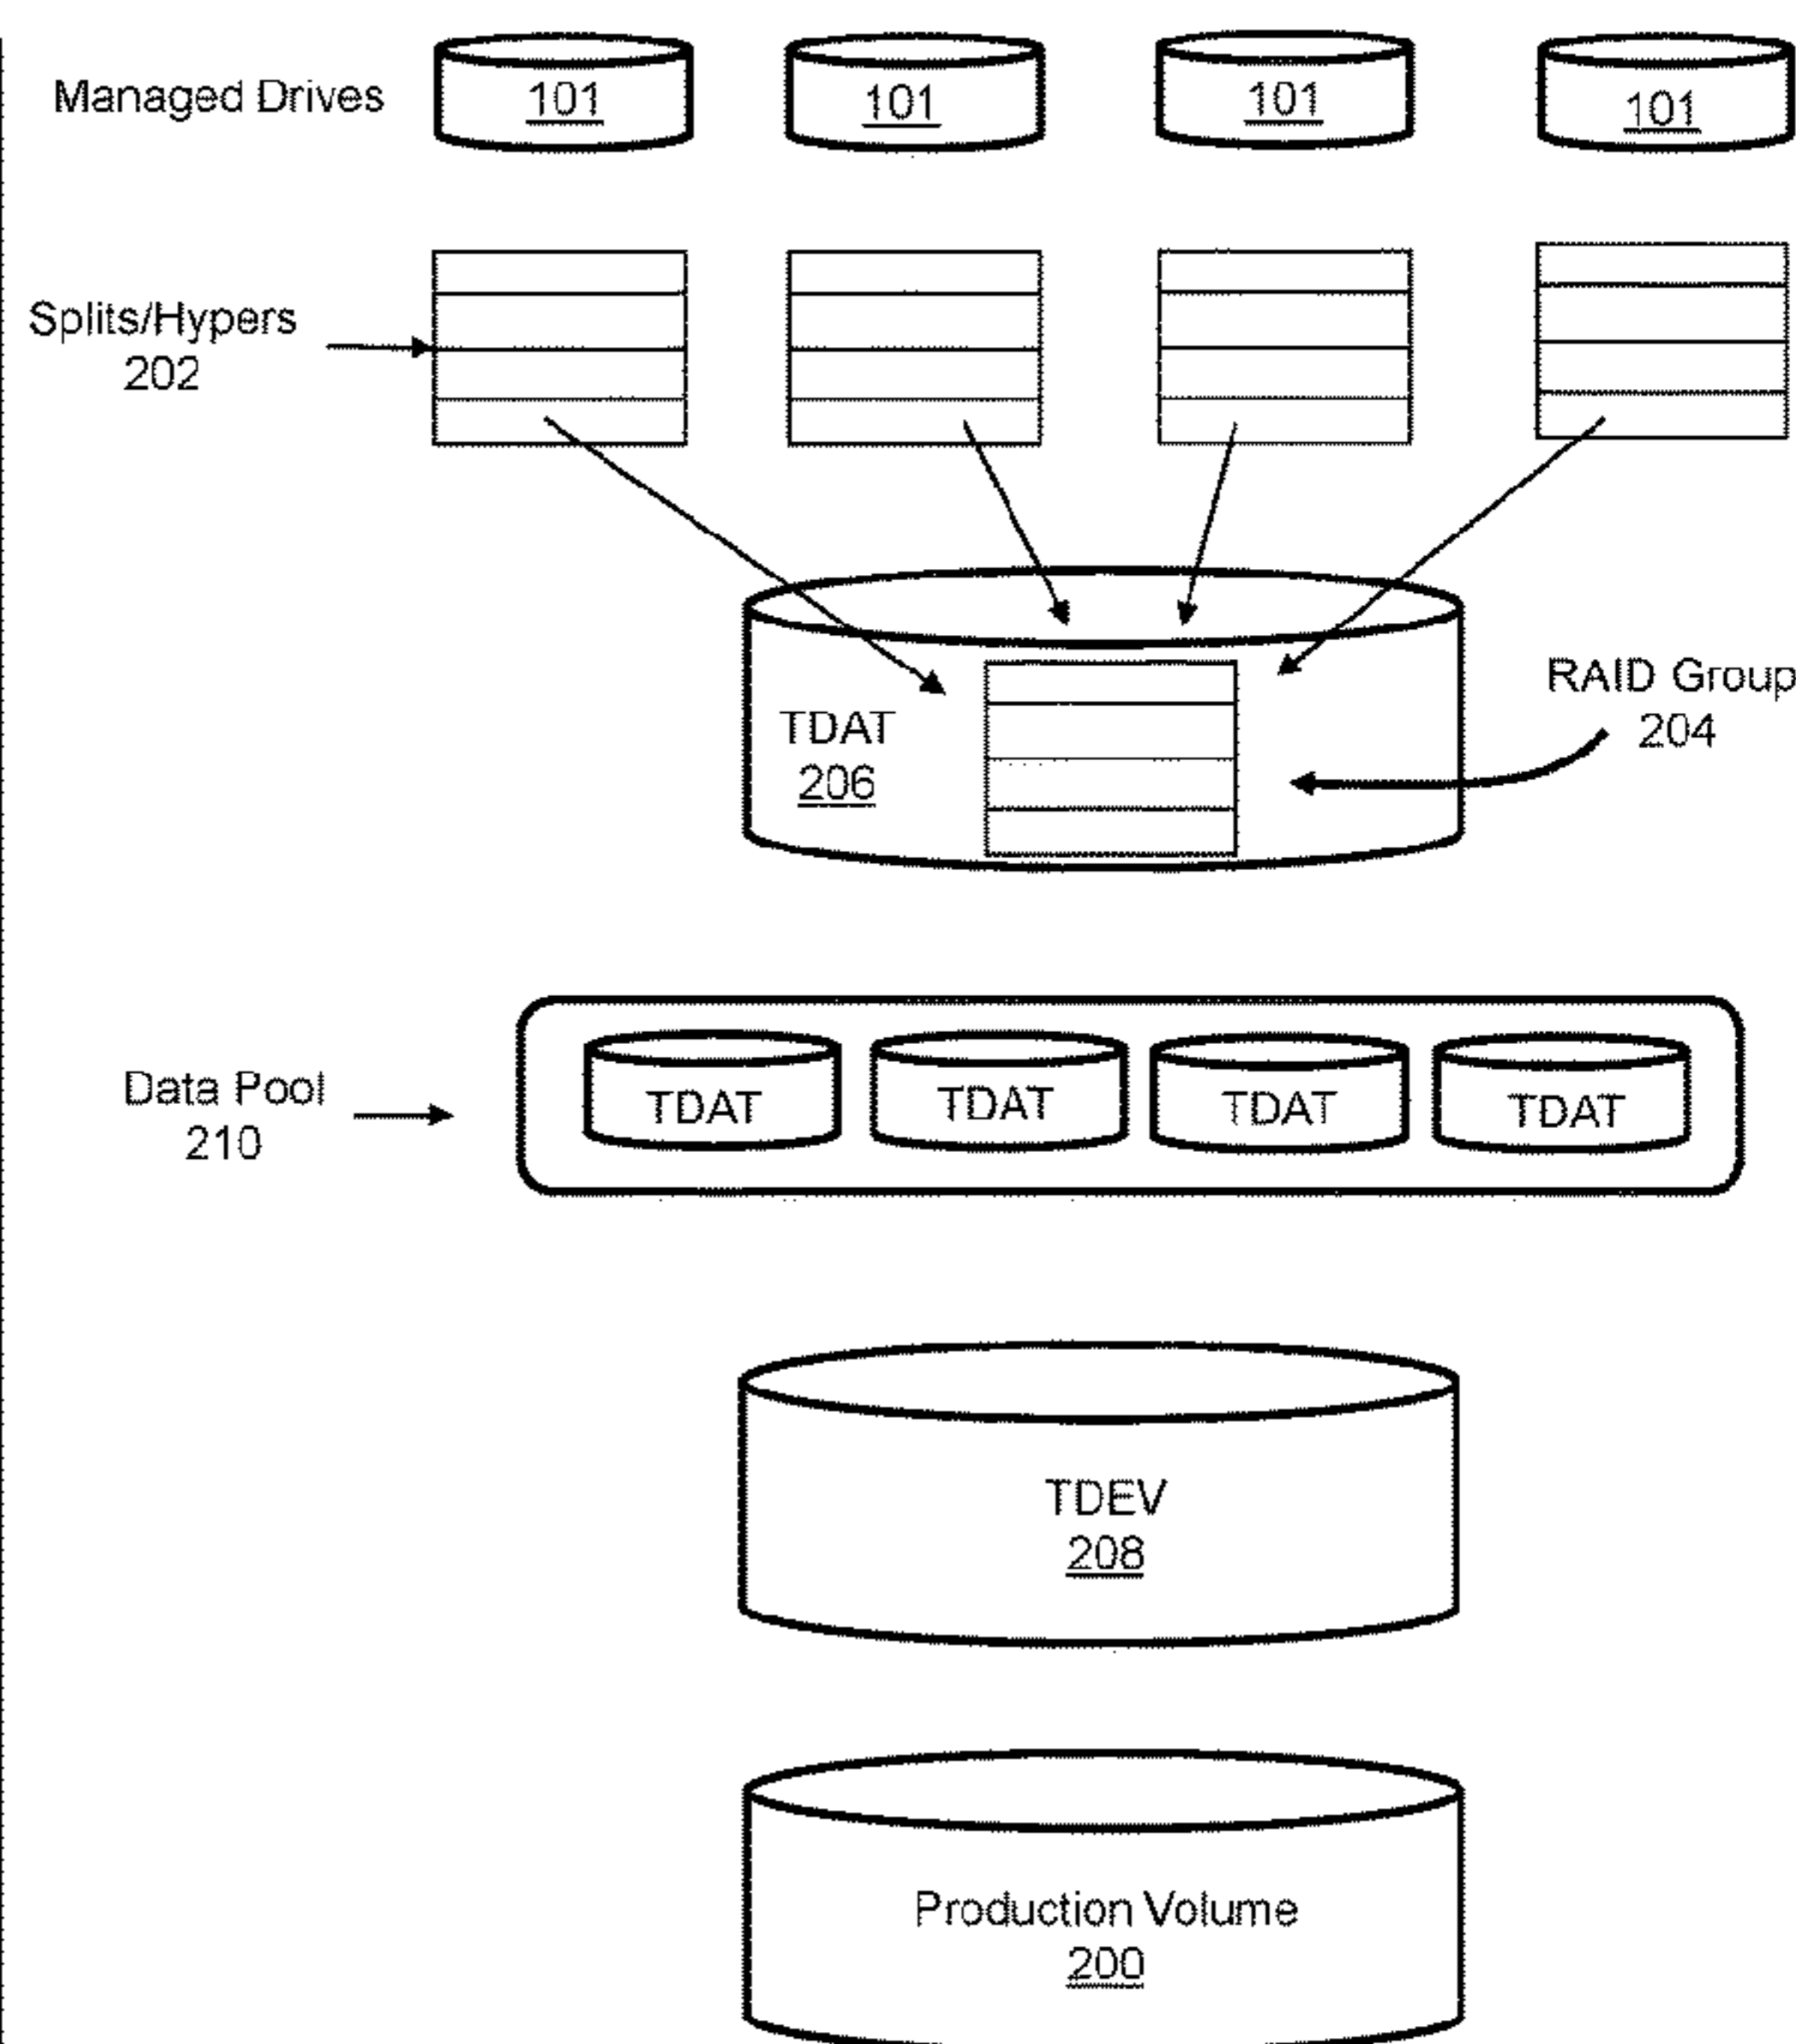 Managed Drives
101
101
101
101
Splits/Hypers
202
TDAT
206
RAID Group
204
Data Pool
210
TDAT
TDAT
TDAT
TDAT
TDEV
208
Production Volume
200